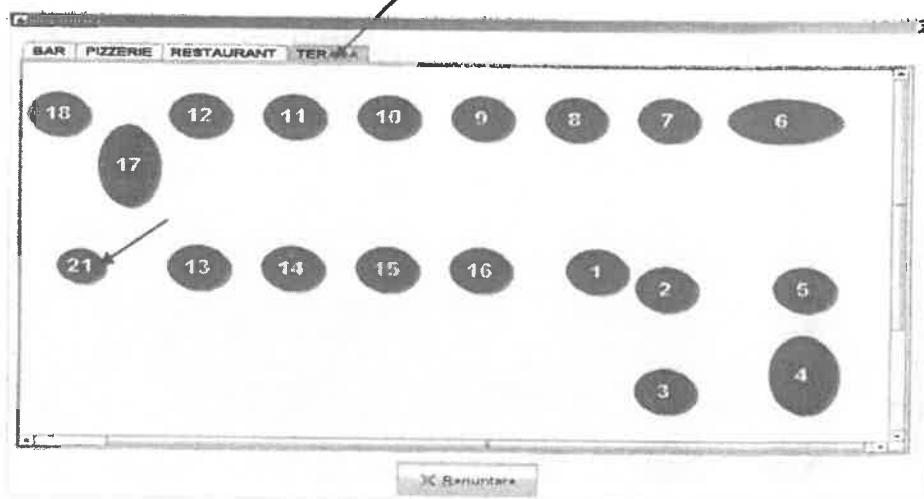 BAR PIZZERIE RESTAURANT TERASA
18 12 11 10 9 8 7 6
17
21 13 14 15 16 1 2 5
3 4
Renuntare